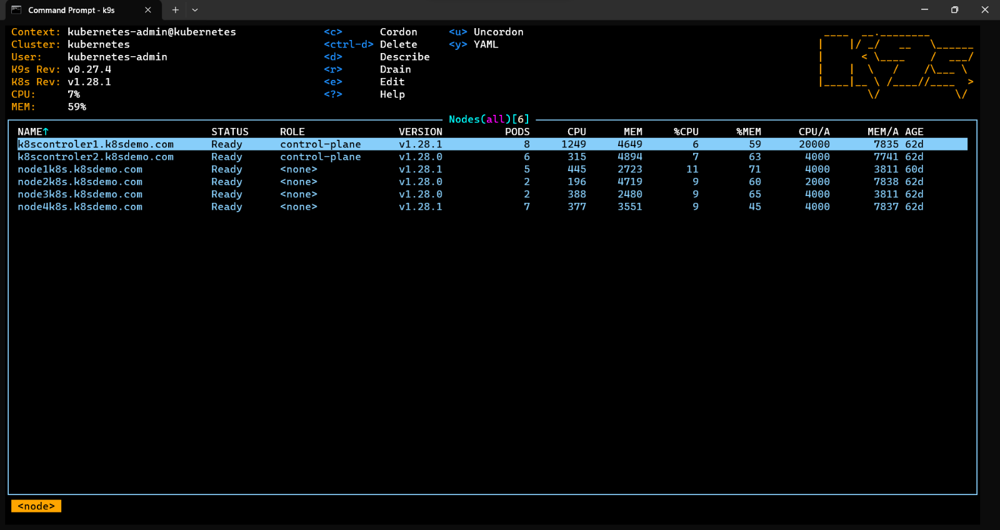 Command Prompt - k9s
Context: kubernetes-admin@kubernetes <c> Cordon <u> Uncordon
Cluster: kubernetes <ctrl-d> Delete <y> YAML
User: kubernetes-admin <d> Describe
K9s Rev: v0.27.4 <r> Drain
K8s Rev: v1.28.1 <e> Edit
CPU: 7% <?> Help
MEM: 59%
Nodes(all)[6]
NAME↑ STATUS ROLE VERSION PODS CPU MEM %CPU %MEM CPU/A MEM/A AGE
k8scontroler1.k8sdemo.com Ready control-plane v1.28.1 8 1249 4649 6 59 20000 7835 62d
k8scontroler2.k8sdemo.com Ready control-plane v1.28.0 6 315 4894 7 63 4000 7741 62d
node1k8s.k8sdemo.com Ready <none> v1.28.1 5 445 2723 11 71 4000 3811 60d
node2k8s.k8sdemo.com Ready <none> v1.28.0 2 196 4719 9 60 2000 7838 62d
node3k8s.k8sdemo.com Ready <none> v1.28.0 2 388 2480 9 65 4000 3811 62d
node4k8s.k8sdemo.com Ready <none> v1.28.1 7 377 3551 9 45 4000 7837 62d
<node>